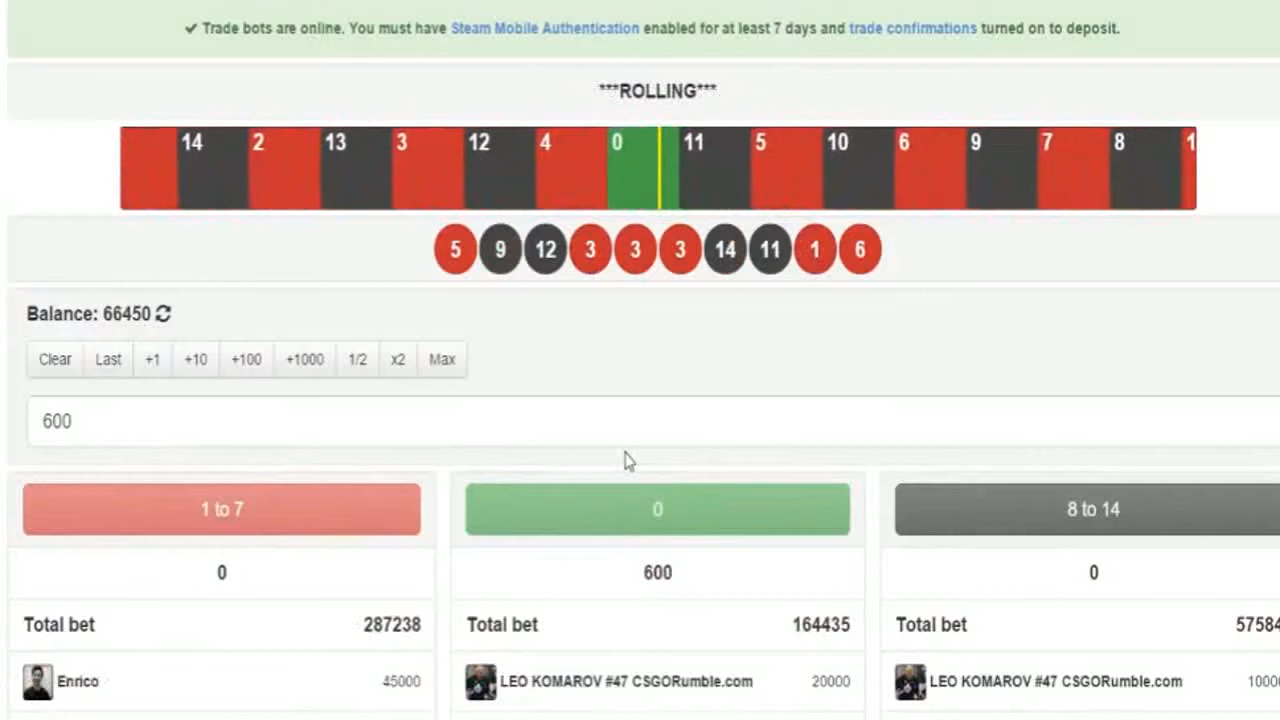 ✔ Trade bots are online. You must have Steam Mobile Authentication enabled for at least 7 days and trade confirmations turned on to deposit.
***ROLLING***
14 2 13 3 12 4 0 11 5 10 6 9 7 8 1
5 9 12 3 3 3 14 11 1 6
Balance: 66450
Clear Last +1 +10 +100 +1000 1/2 x2 Max
600
1 to 7 0 8 to 14
0 600 0
Total bet 287238 Total bet 164435 Total bet 57584
Enrico 45000 LEO KOMAROV #47 CSGORumble.com 20000 LEO KOMAROV #47 CSGORumble.com 1000